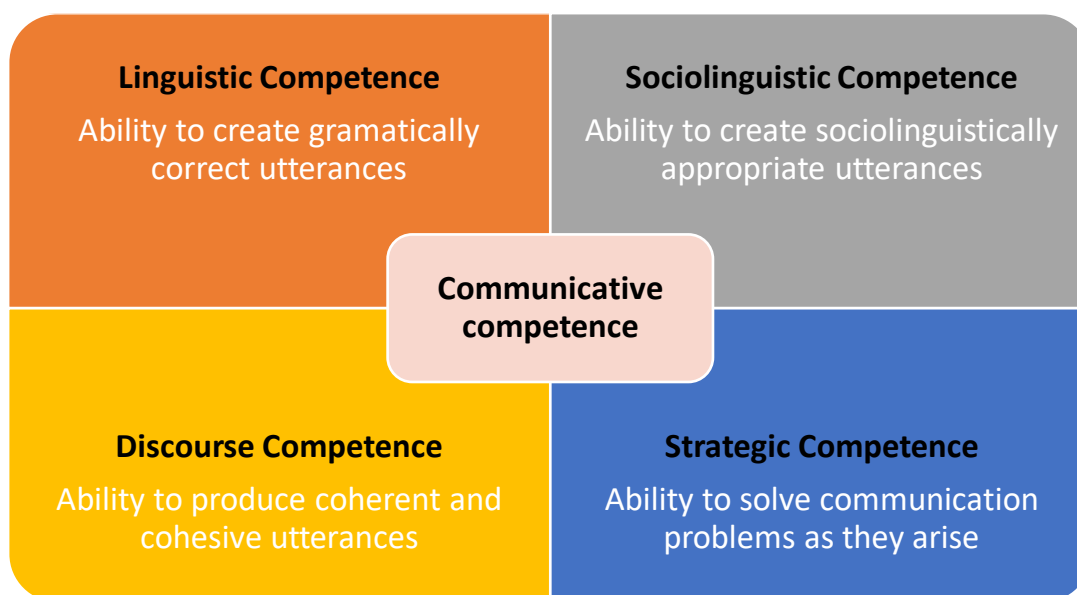 Linguistic Competence
Ability to create gramatically
correct utterances
Sociolinguistic Competence
Ability to create sociolinguistically
appropriate utterances
Communicative
competence
Discourse Competence
Ability to produce coherent and
cohesive utterances
Strategic Competence
Ability to solve communication
problems as they arise